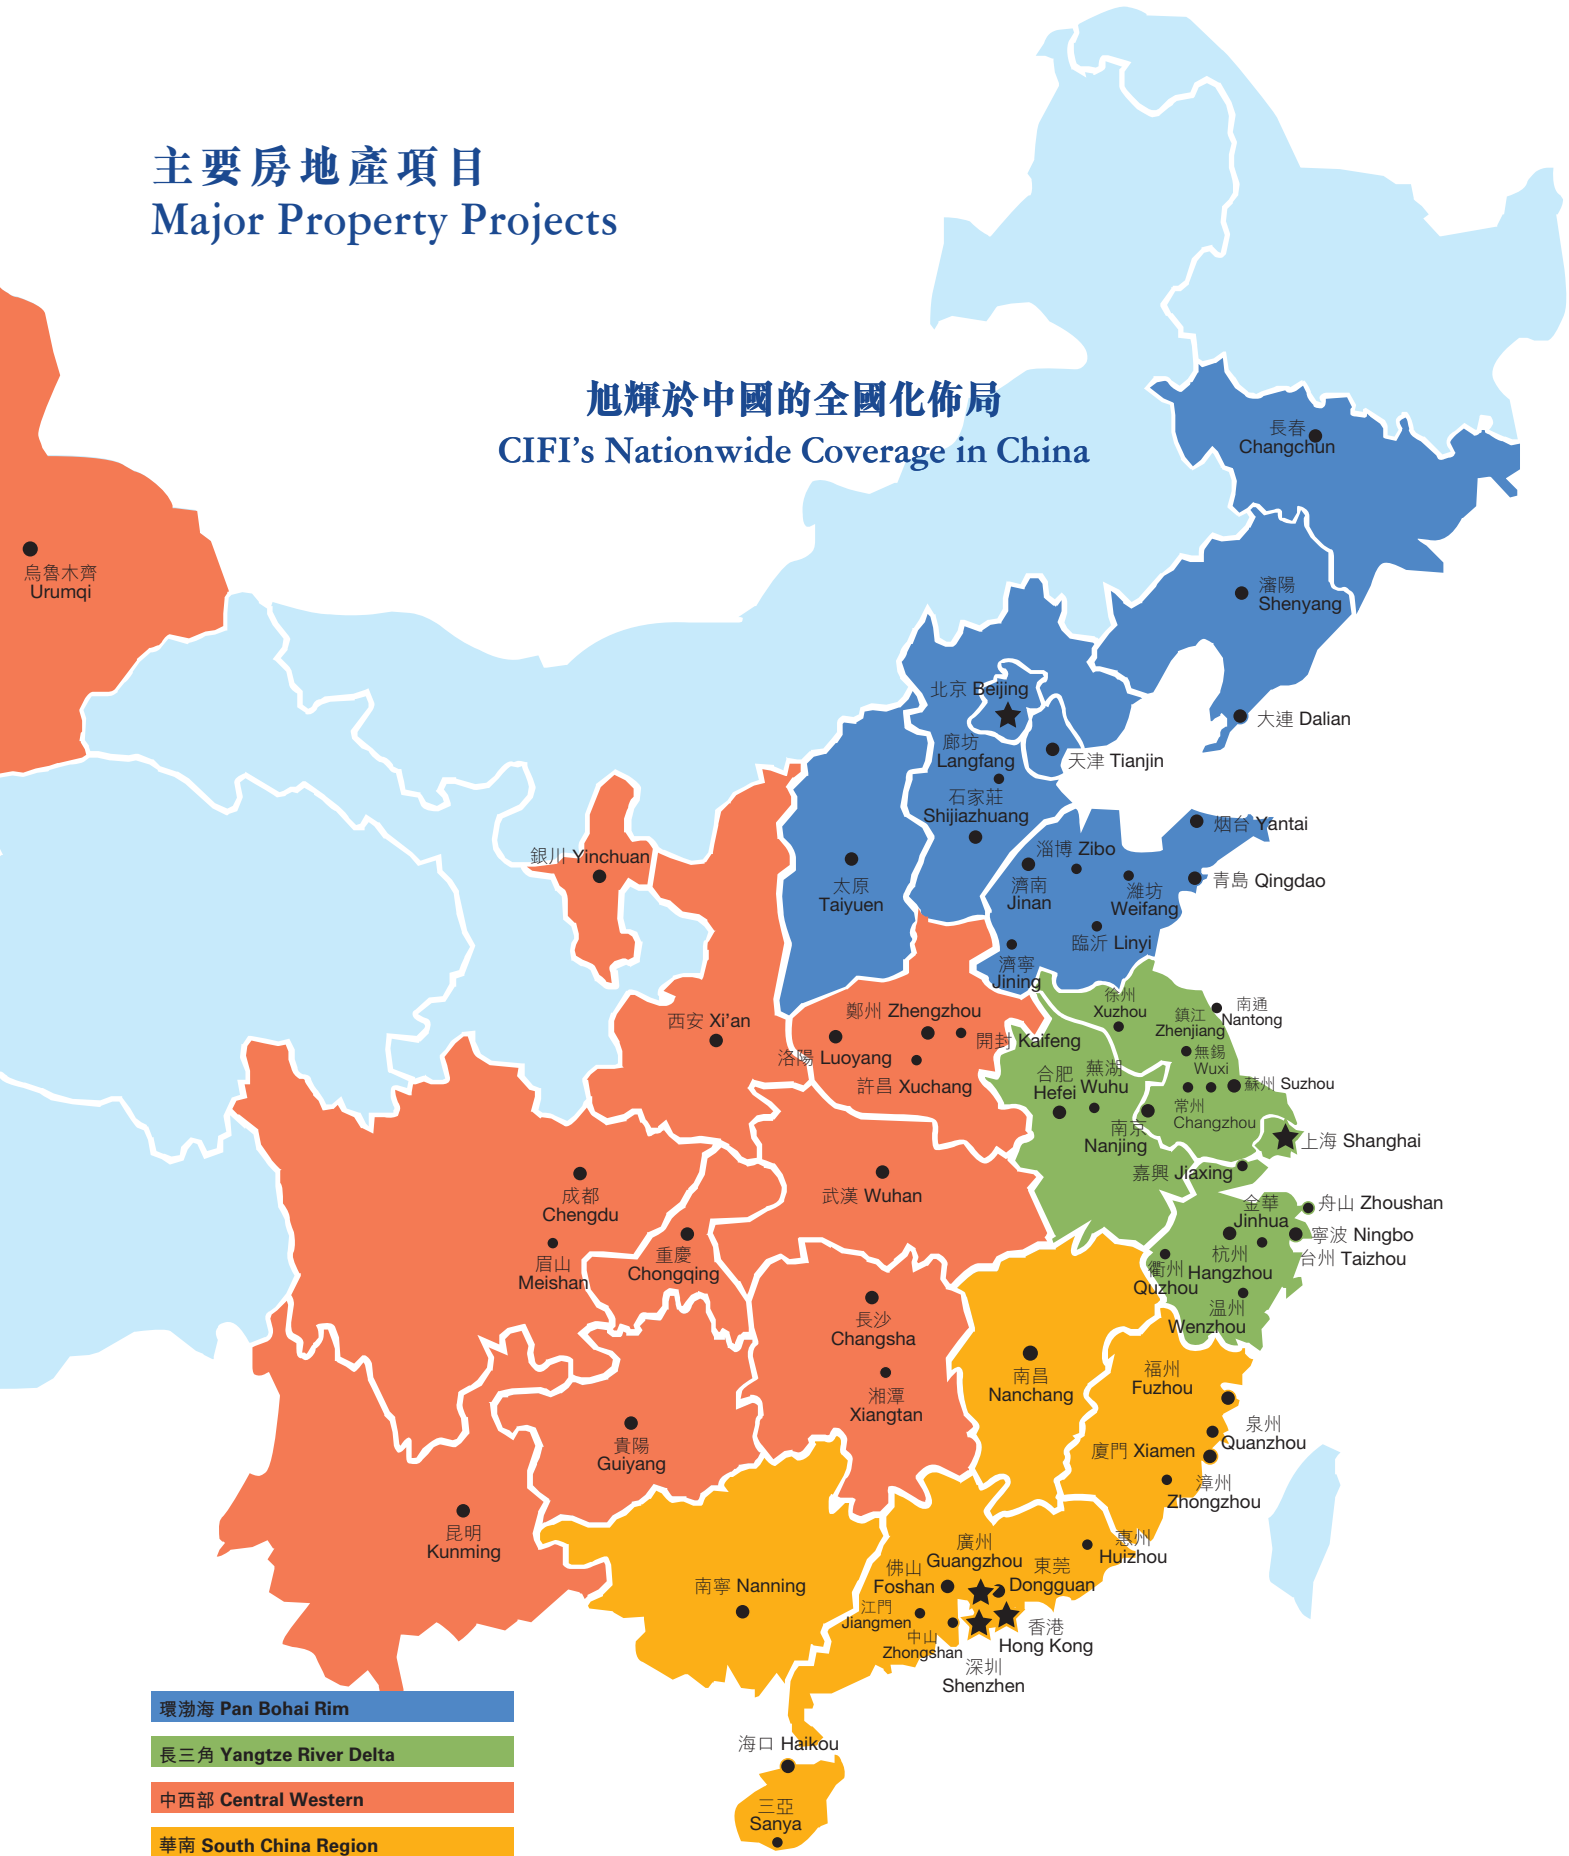 主要房地產項目
Major Property Projects
旭輝於中國的全國化佈局
CIFI's Nationwide Coverage in China
長春
Changchun
烏魯木齊
Urumqi
瀋陽
Shenyang
北京 Beijing
大連 Dalian
廊坊
Langfang
天津 Tianjin
石家莊
Shijiazhuang
烟台 Yantai
銀川 Yinchuan
淄博 Zibo
太原
Taiyuen
濟南
Jinan
濰坊
Weifang
青島 Qingdao
臨沂 Linyi
濟寧
Jining
徐州
Xuzhou
南通
Nantong
鎮江
Zhenjiang
西安 Xi'an
鄭州 Zhengzhou
開封 Kaifeng
洛陽 Luoyang
許昌 Xuchang
無錫
Wuxi
合肥
Hefei
蕪湖
Wuhu
蘇州 Suzhou
常州
Changzhou
南京
Nanjing
上海 Shanghai
嘉興 Jiaxing
成都
Chengdu
武漢 Wuhan
金華
Jinhua
舟山 Zhoushan
寧波 Ningbo
台州 Taizhou
眉山
Meishan
重慶
Chongqing
杭州
Hangzhou
衢州
Quzhou
温州
Wenzhou
長沙
Changsha
南昌
Nanchang
福州
Fuzhou
湘潭
Xiangtan
泉州
Quanzhou
貴陽
Guiyang
廈門 Xiamen
漳州
Zhongzhou
昆明
Kunming
廣州
Guangzhou
惠州
Huizhou
佛山
Foshan
東莞
Dongguan
南寧 Nanning
江門
Jiangmen
中山
Zhongshan
香港
Hong Kong
深圳
Shenzhen
海口 Haikou
三亞
Sanya
環渤海 Pan Bohai Rim
長三角 Yangtze River Delta
中西部 Central Western
華南 South China Region